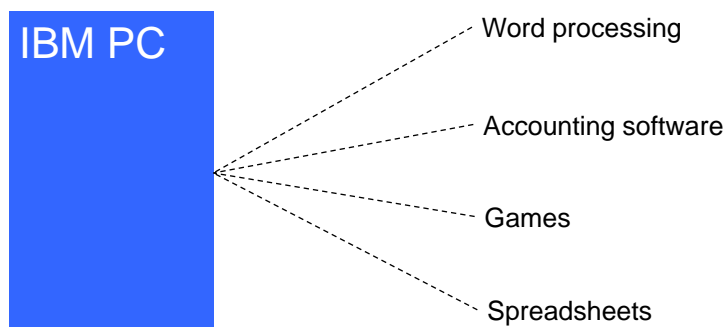 IBM PC
Word processing
Accounting software
Games
Spreadsheets